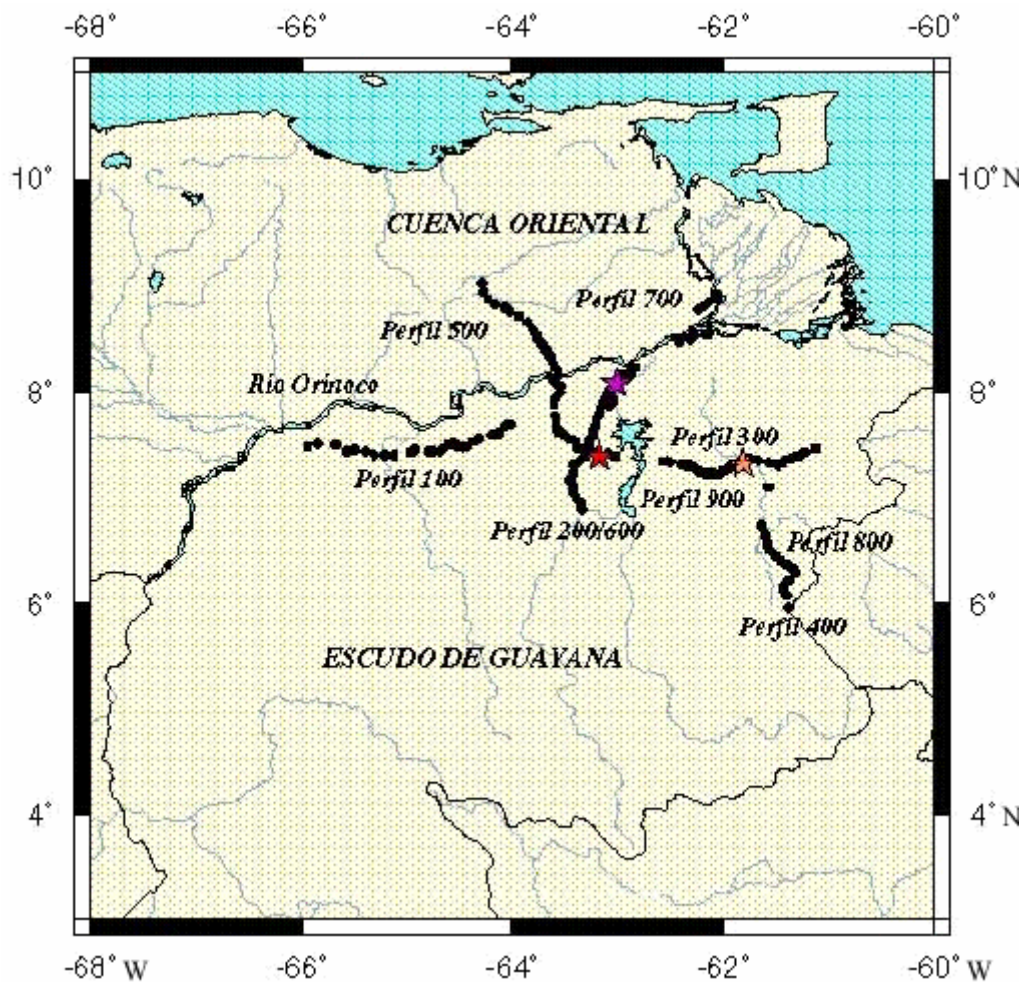 -68° -66° -64° -62° -60°
10° 10° N
CUENCA ORIENTAL
Perfil 700
Perfil 500
Río Orinoco
8° 8°
Perfil 300
Perfil 100
Perfil 900
Perfil 200/600
Perfil 800
6° 6°
Perfil 400
ESCUDO DE GUAYANA
4° 4° N
-68° W -66° -64° -62° -60° W